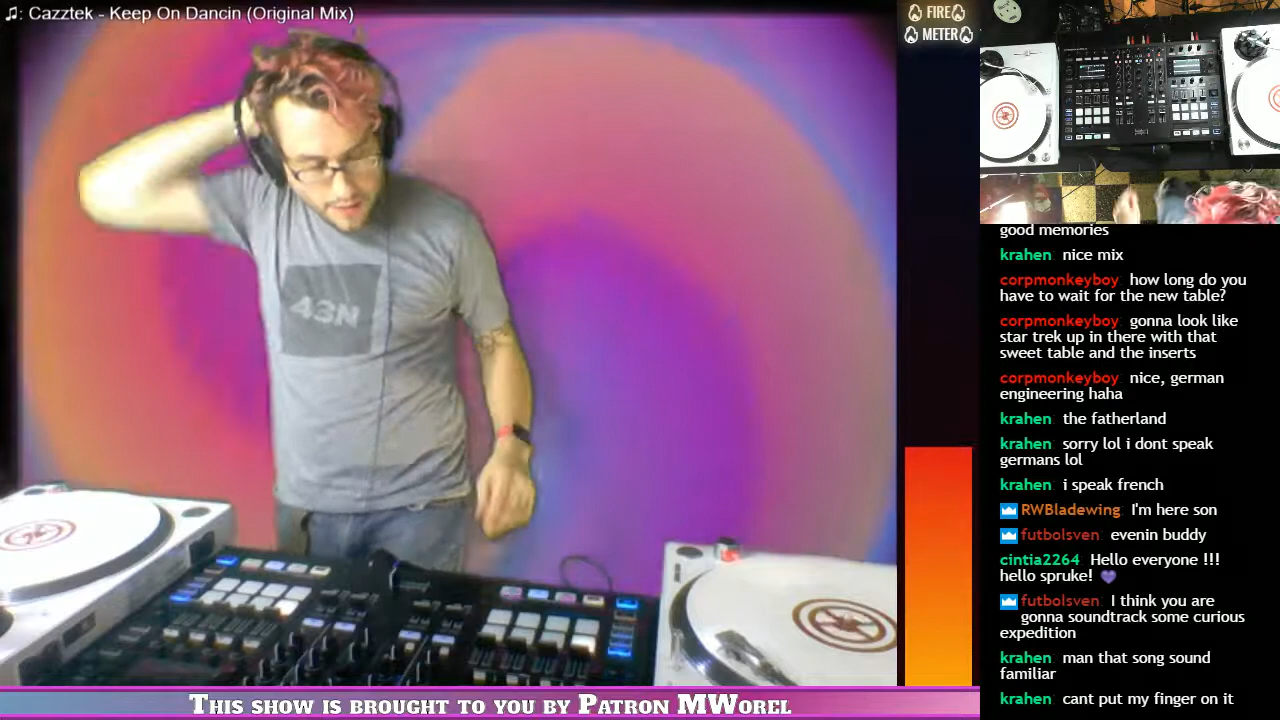 ♫: Cazztek - Keep On Dancin (Original Mix)
FIRE
METER
43N
good memories
krahen: nice mix
corpmonkeyboy: how long do you
have to wait for the new table?
corpmonkeyboy: gonna look like
star trek up in there with that
sweet table and the inserts
corpmonkeyboy: nice, german
engineering haha
krahen: the fatherland
krahen: sorry lol i dont speak
germans lol
krahen: i speak french
RWBladewing: I'm here son
futbolsven: evenin buddy
cintia2264: Hello everyone !!!
hello spruke! 💜
futbolsven: I think you are
gonna soundtrack some curious
expedition
krahen: man that song sound
familiar
krahen: cant put my finger on it
THIS SHOW IS BROUGHT TO YOU BY PATRON MWOREL